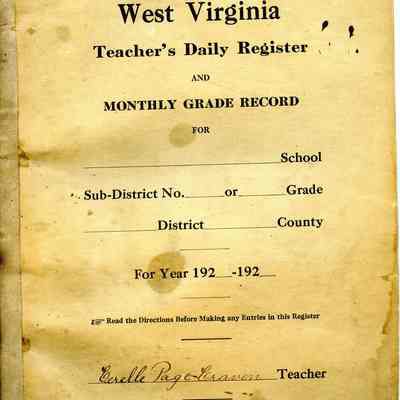 West Virginia
Teacher's Daily Register
AND
MONTHLY GRADE RECORD
FOR
School
Sub-District No. or Grade
District County
For Year 192 -192
☞ Read the Directions Before Making any Entries in this Register
Page Teacher